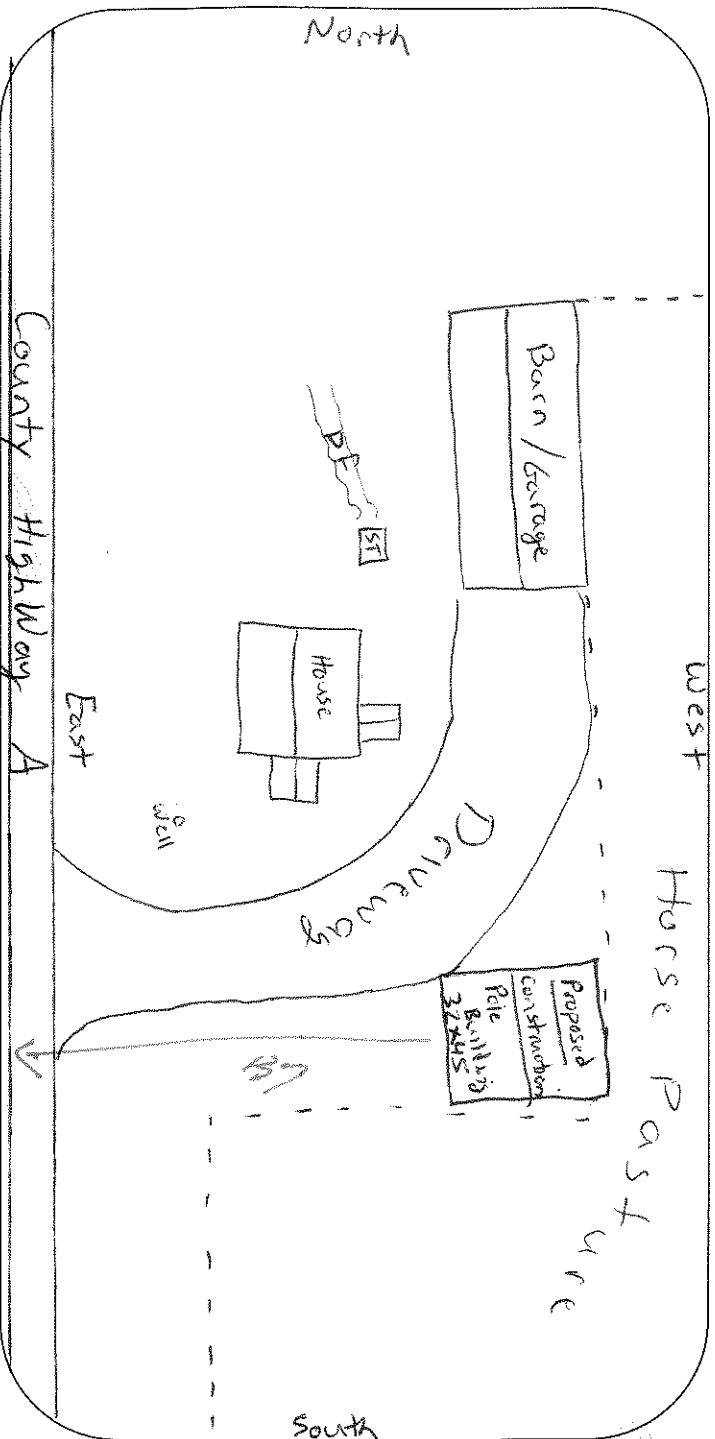 North
West
Barn/Garage
DF
ST
House
Horse Pasture
Driveway
County HighWay A
East
Well
Proposed
Construction
Pole
Building
32x45
South